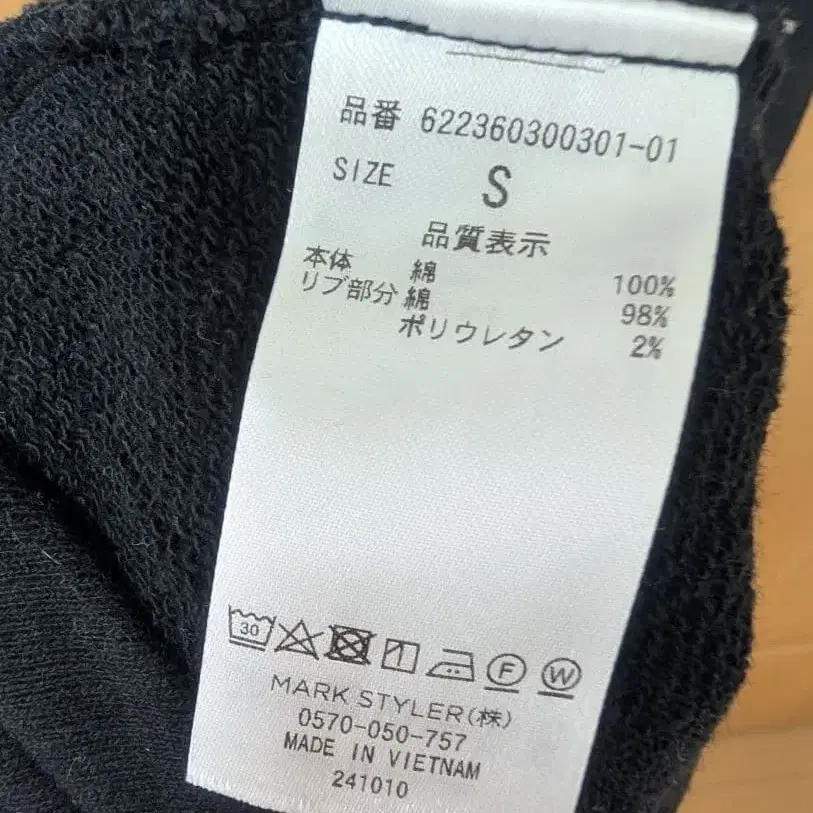 品番 622360300301-01
SIZE S
品質表示
本体 綿 100%
リブ部分 綿 98%
ポリウレタン 2%
30 F W
MARK STYLER(株)
0570-050-757
MADE IN VIETNAM
241010